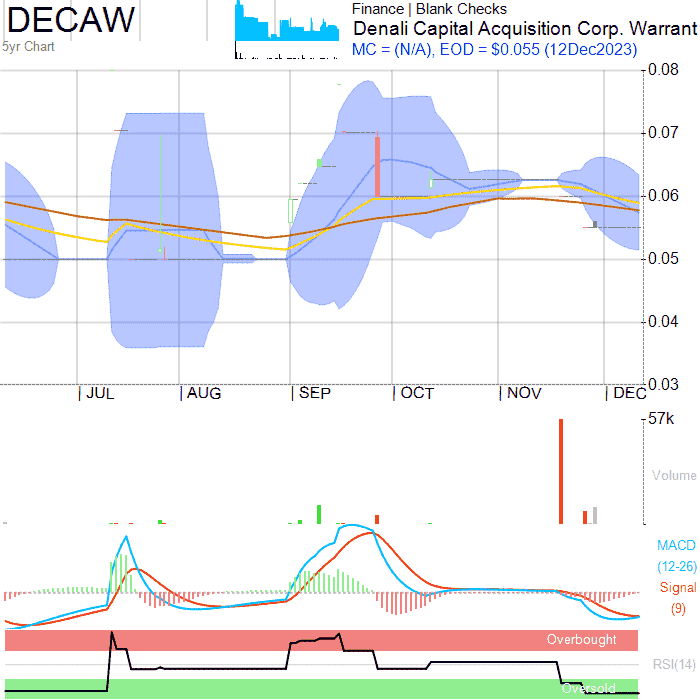 DECAW
5yr Chart
Finance | Blank Checks
Denali Capital Acquisition Corp. Warrant
MC = (N/A), EOD = $0.055 (12Dec2023)
0.08
0.07
0.06
0.05
0.04
0.03
JUL AUG SEP OCT NOV DEC
57k
Volume
MACD
(12-26)
Signal
(9)
Overbought
RSI(14)
Oversold